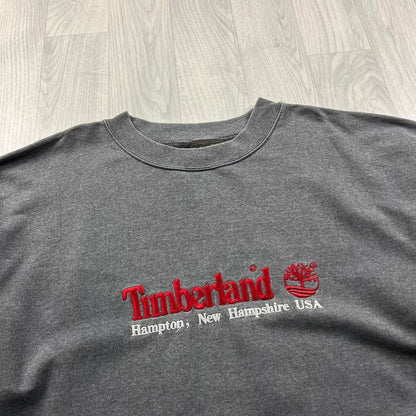 Timberland ®
Hampton, New Hampshire USA